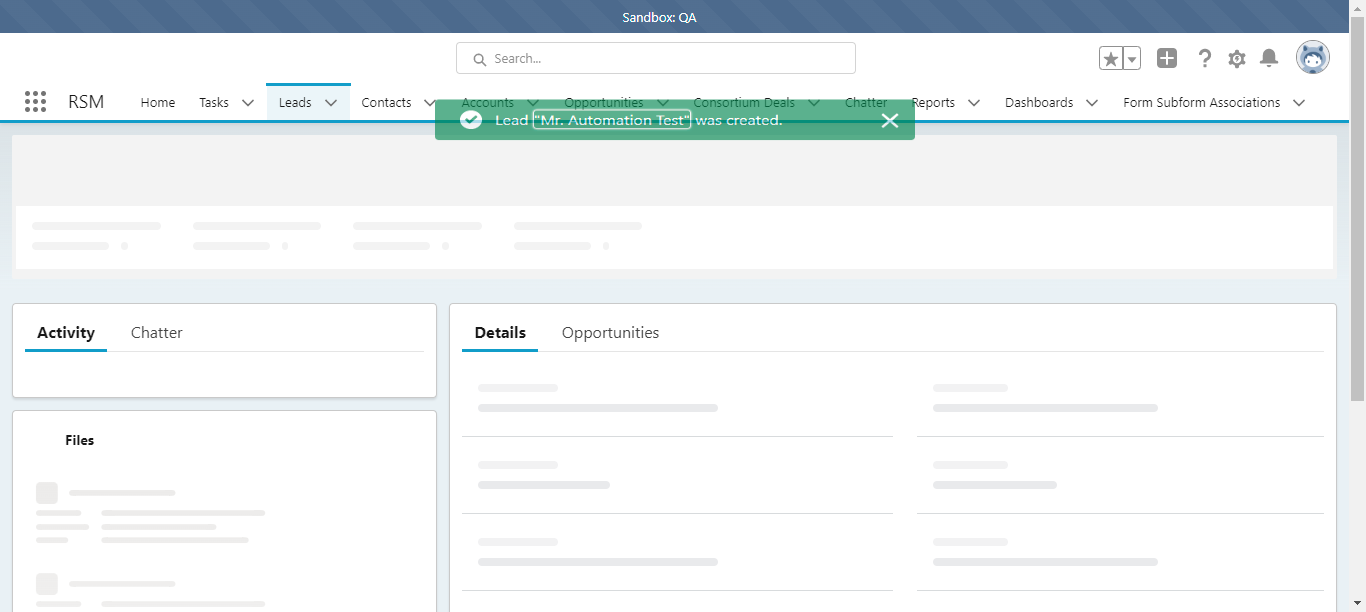 Sandbox: QA
Search...
RSM Home Tasks Leads Contacts Accounts Opportunities Consortium Deals Chatter Reports Dashboards Form Subform Associations
Lead "Mr. Automation Test" was created.
Activity Chatter
Details Opportunities
Files